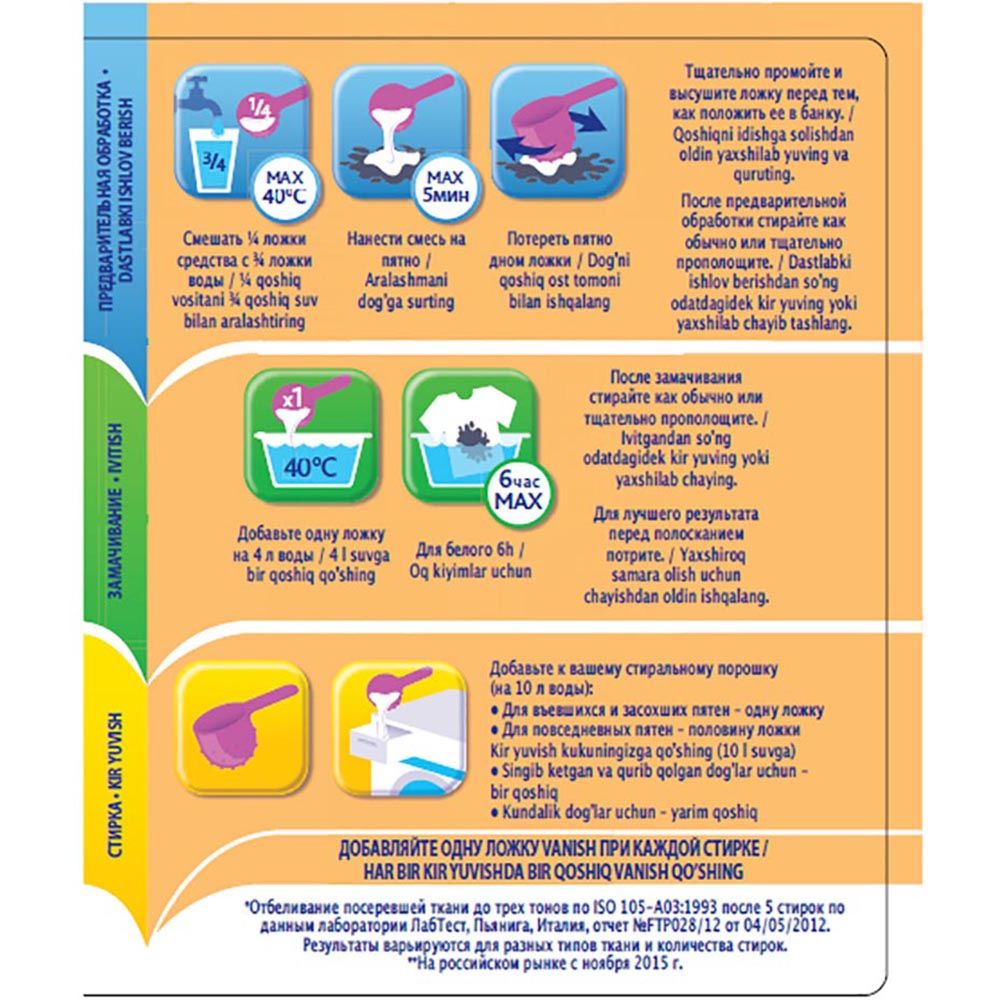 ПРЕДВАРИТЕЛЬНАЯ ОБРАБОТКА •
DASTLABKI ISHLOV BERISH
1/4
3/4
MAX
40°C
Смешать ¼ ложки
средства с ¾ ложки
воды / ¼ qoshiq
vositani ¾ qoshiq suv
bilan aralashtiring
MAX
5мин
Нанести смесь на
пятно /
Aralashmani
dog'ga surting
Потереть пятно
дном ложки / Dog'ni
qoshiq ost tomoni
bilan ishqalang
Тщательно промойте и
высушите ложку перед тем,
как положить ее в банку. /
Qoshiqni idishga solishdan
oldin yaxshilab yuving va
quruting.
После предварительной
обработки стирайте как
обычно или тщательно
прополощите. / Dastlabki
ishlov berishdan so'ng
odatdagidek kir yuving yoki
yaxshilab chayib tashlang.
ЗАМАЧИВАНИЕ • IVITISH
x1
40°C
Добавьте одну ложку
на 4 л воды / 4 l suvga
bir qoshiq qo'shing
6час
MAX
Для белого 6h /
Oq kiyimlar uchun
После замачивания
стирайте как обычно или
тщательно прополощите. /
Ivitgandan so'ng
odatdagidek kir yuving yoki
yaxshilab chaying.
Для лучшего результата
перед полосканием
потрите. / Yaxshiroq
samara olish uchun
chayishdan oldin ishqalang.
СТИРКА • KIR YUVISH
Добавьте к вашему стиральному порошку
(на 10 л воды):
• Для въевшихся и засохших пятен – одну ложку
• Для повседневных пятен – половину ложки
Kir yuvish kukuningizga qo'shing (10 l suvga)
• Singib ketgan va qurib qolgan dog'lar uchun –
bir qoshiq
• Kundalik dog'lar uchun – yarim qoshiq
ДОБАВЛЯЙТЕ ОДНУ ЛОЖКУ VANISH ПРИ КАЖДОЙ СТИРКЕ /
HAR BIR KIR YUVISHDA BIR QOSHIQ VANISH QO'SHING
*Отбеливание посеревшей ткани до трех тонов по ISO 105-A03:1993 после 5 стирок по
данным лаборатории ЛабТест, Пьянига, Италия, отчет №FTP028/12 от 04/05/2012.
Результаты варьируются для разных типов ткани и количества стирок.
**На российском рынке с ноября 2015 г.